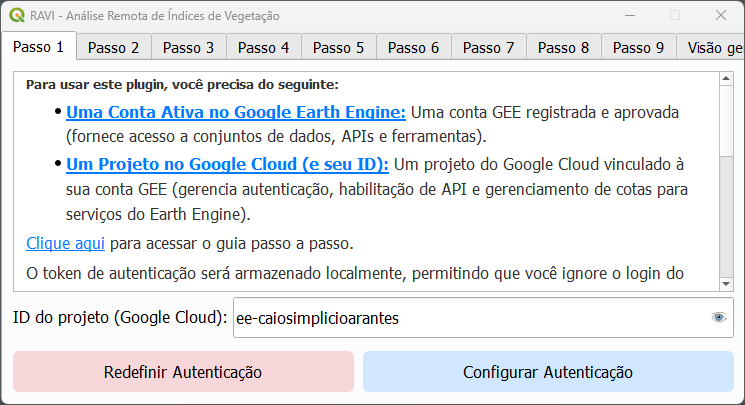 RAVI - Análise Remota de Índices de Vegetação
Passo 1 Passo 2 Passo 3 Passo 4 Passo 5 Passo 6 Passo 7 Passo 8 Passo 9 Visão ge
Para usar este plugin, você precisa do seguinte:
• Uma Conta Ativa no Google Earth Engine: Uma conta GEE registrada e aprovada
(fornece acesso a conjuntos de dados, APIs e ferramentas).
• Um Projeto no Google Cloud (e seu ID): Um projeto do Google Cloud vinculado à
sua conta GEE (gerencia autenticação, habilitação de API e gerenciamento de cotas para
serviços do Earth Engine).
Clique aqui para acessar o guia passo a passo.
O token de autenticação será armazenado localmente, permitindo que você ignore o login do
ID do projeto (Google Cloud): ee-caiosimplicioarantes
Redefinir Autenticação Configurar Autenticação